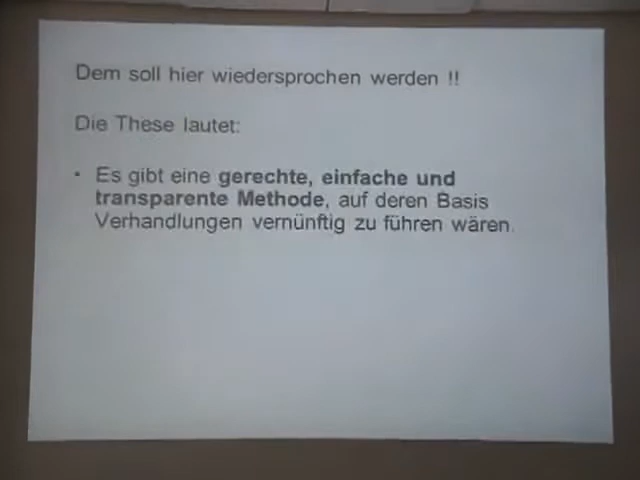 Dem soll hier wiedersprochen werden !!
Die These lautet:
• Es gibt eine gerechte, einfache und
transparente Methode, auf deren Basis
Verhandlungen vernünftig zu führen wären.